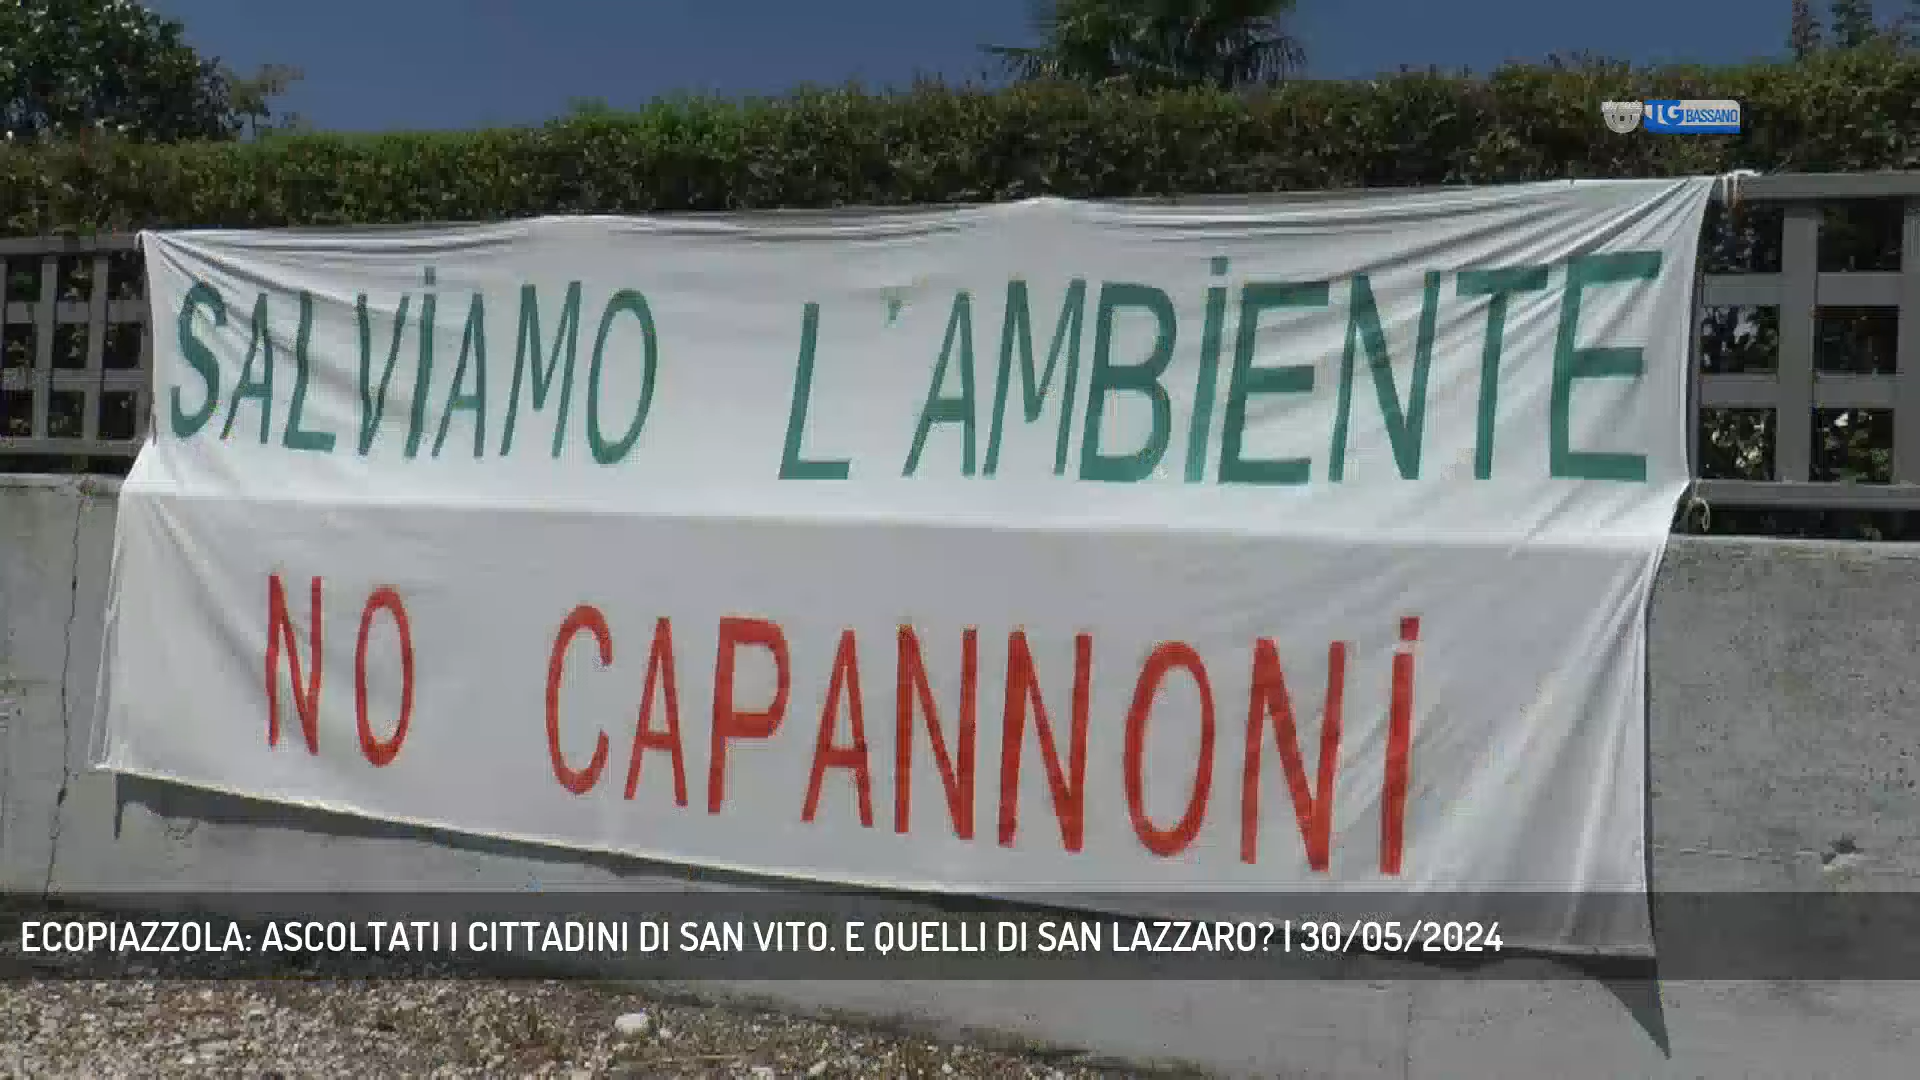 TG BASSANO
SALViAMO L'AMBiENTE
NO CAPANNONi
ECOPIAZZOLA: ASCOLTATI I CITTADINI DI SAN VITO. E QUELLI DI SAN LAZZARO? | 30/05/2024